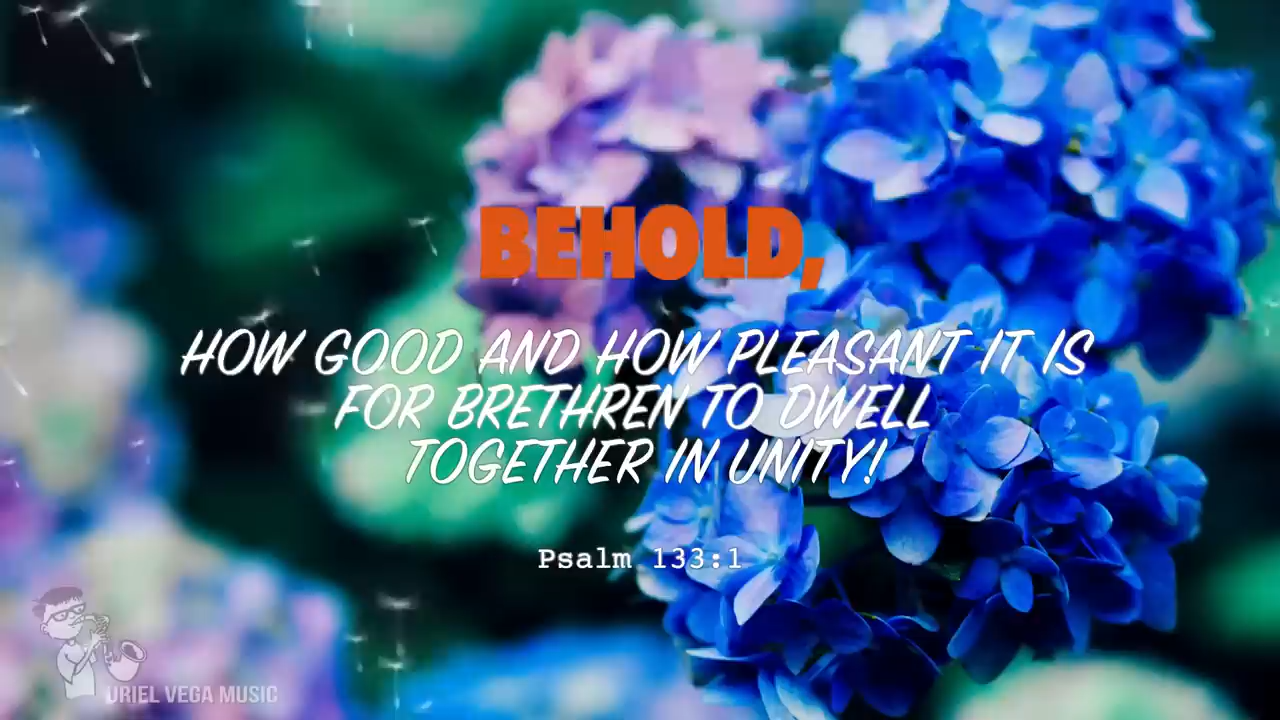 BEHOLD,
HOW GOOD AND HOW PLEASANT IT IS
FOR BRETHREN TO DWELL
TOGETHER IN UNITY!
Psalm 133:1
URIEL VEGA MUSIC